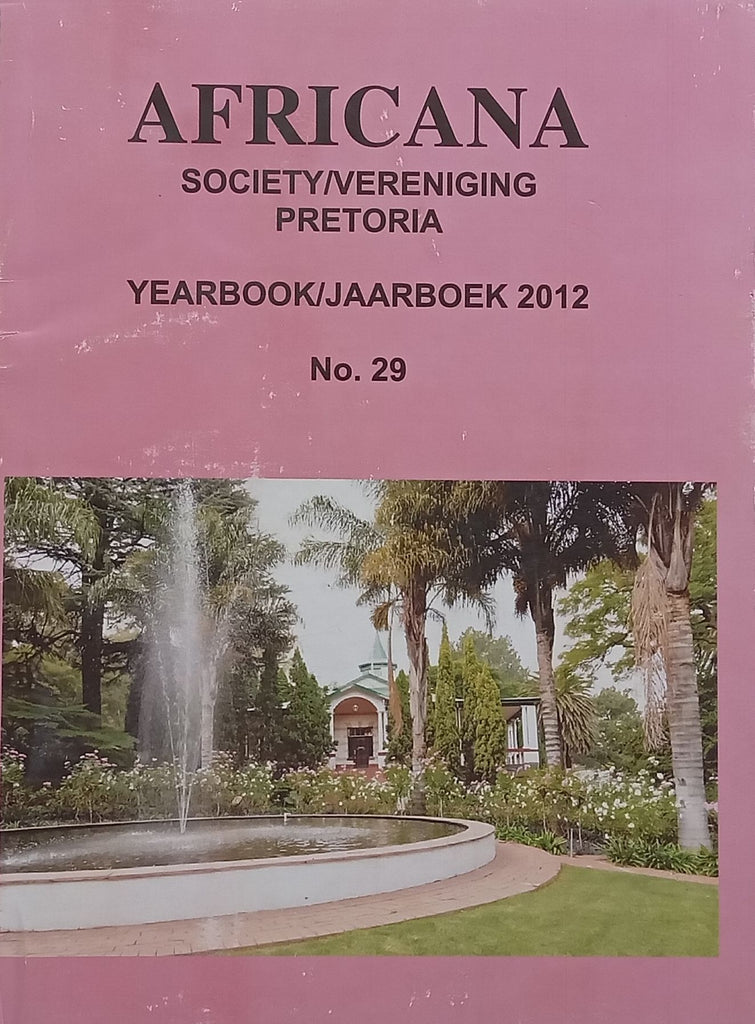 AFRICANA
SOCIETY/VERENIGING
PRETORIA
YEARBOOK/JAARBOEK 2012
No. 29